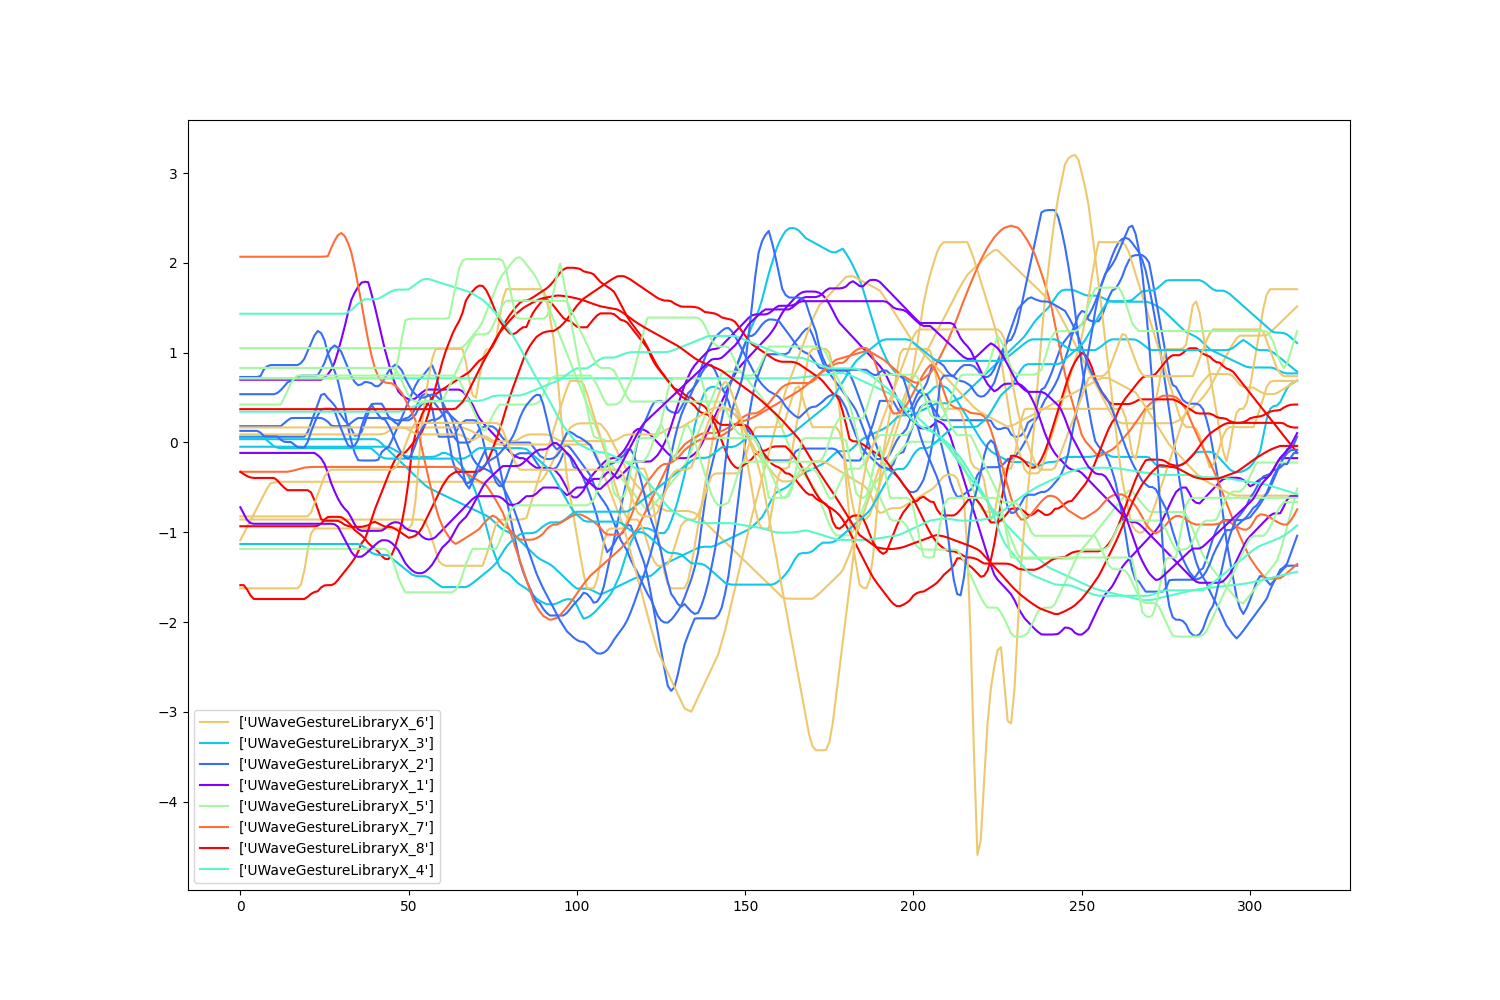 3
2
1
0
−1
−2
−3
−4
0
50
100
150
200
250
300
['UWaveGestureLibraryX_6']
['UWaveGestureLibraryX_3']
['UWaveGestureLibraryX_2']
['UWaveGestureLibraryX_1']
['UWaveGestureLibraryX_5']
['UWaveGestureLibraryX_7']
['UWaveGestureLibraryX_8']
['UWaveGestureLibraryX_4']